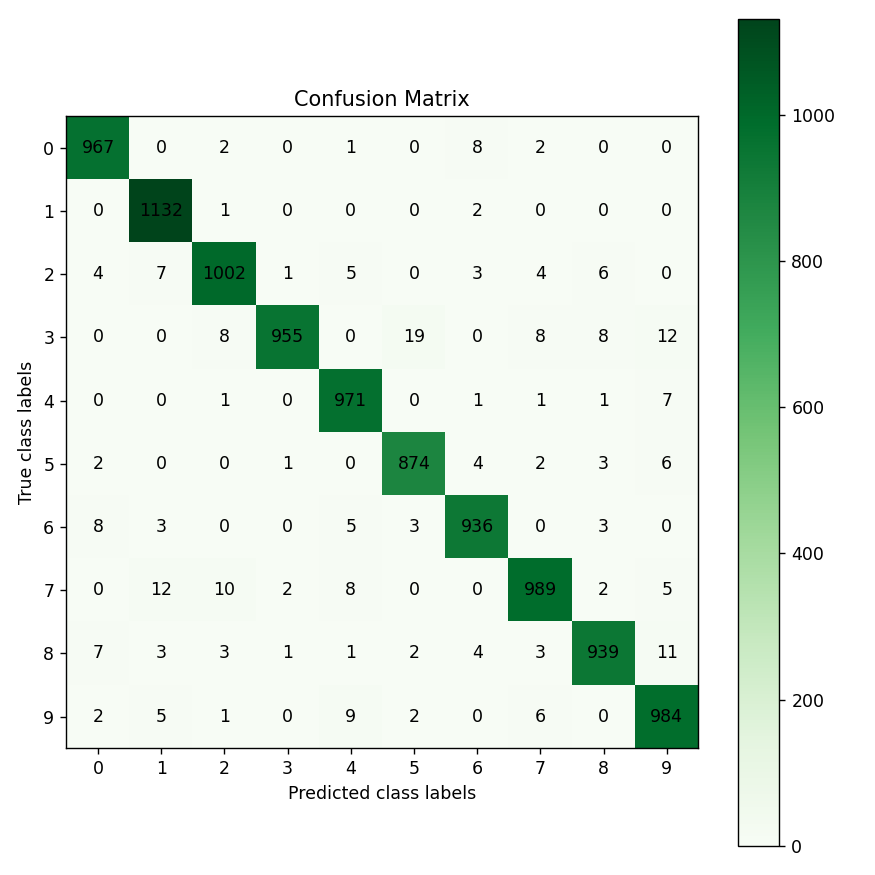 Confusion Matrix
0 967 0 2 0 1 0 8 2 0 0
1 0 1132 1 0 0 0 2 0 0 0
2 4 7 1002 1 5 0 3 4 6 0
3 0 0 8 955 0 19 0 8 8 12
4 0 0 1 0 971 0 1 1 1 7
5 2 0 0 1 0 874 4 2 3 6
6 8 3 0 0 5 3 936 0 3 0
7 0 12 10 2 8 0 0 989 2 5
8 7 3 3 1 1 2 4 3 939 11
9 2 5 1 0 9 2 0 6 0 984
0 1 2 3 4 5 6 7 8 9
Predicted class labels
True class labels
1000
800
600
400
200
0